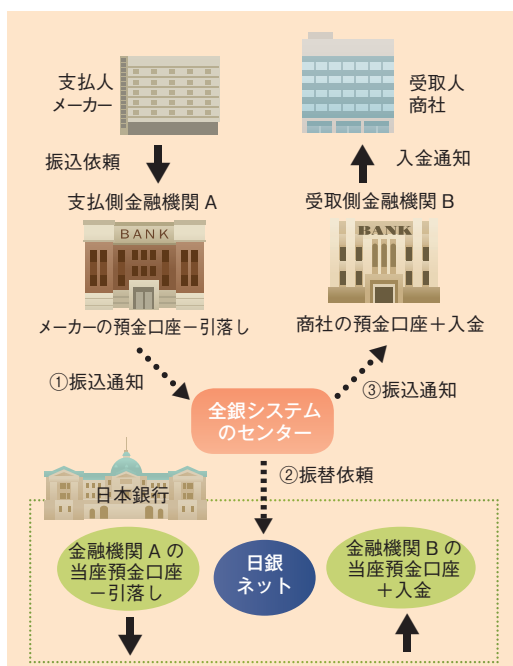 支払人
メーカー
受取人
商社
振込依頼
入金通知
支払側金融機関A
受取側金融機関B
BANK
BANK
メーカーの預金口座－引落し
商社の預金口座＋入金
①振込通知
③振込通知
全銀システム
のセンター
②振替依頼
日本銀行
金融機関Aの
当座預金口座
－引落し
日銀
ネット
金融機関Bの
当座預金口座
＋入金